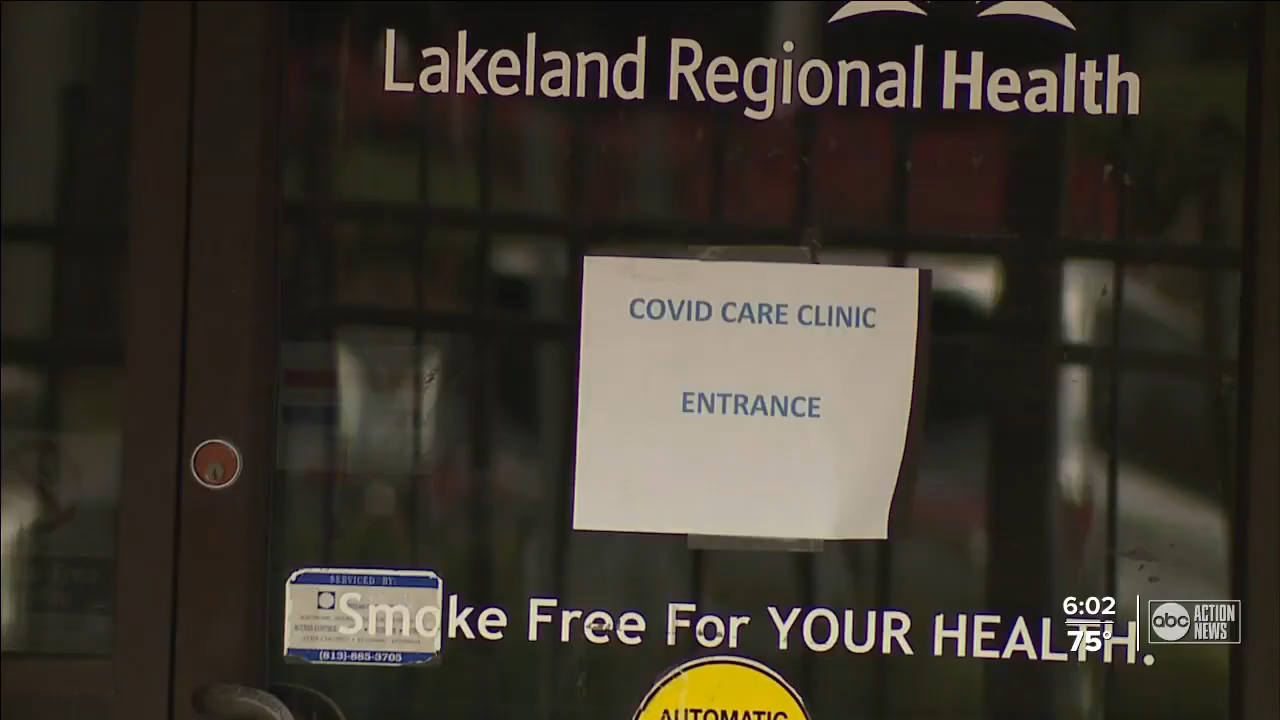 Lakeland Regional Health
COVID CARE CLINIC
ENTRANCE
SERVICED BY:
(813)-885-3705
Smoke Free For YOUR HEALTH.
AUTOMATIC
6:02
75°
abc
ACTION
NEWS